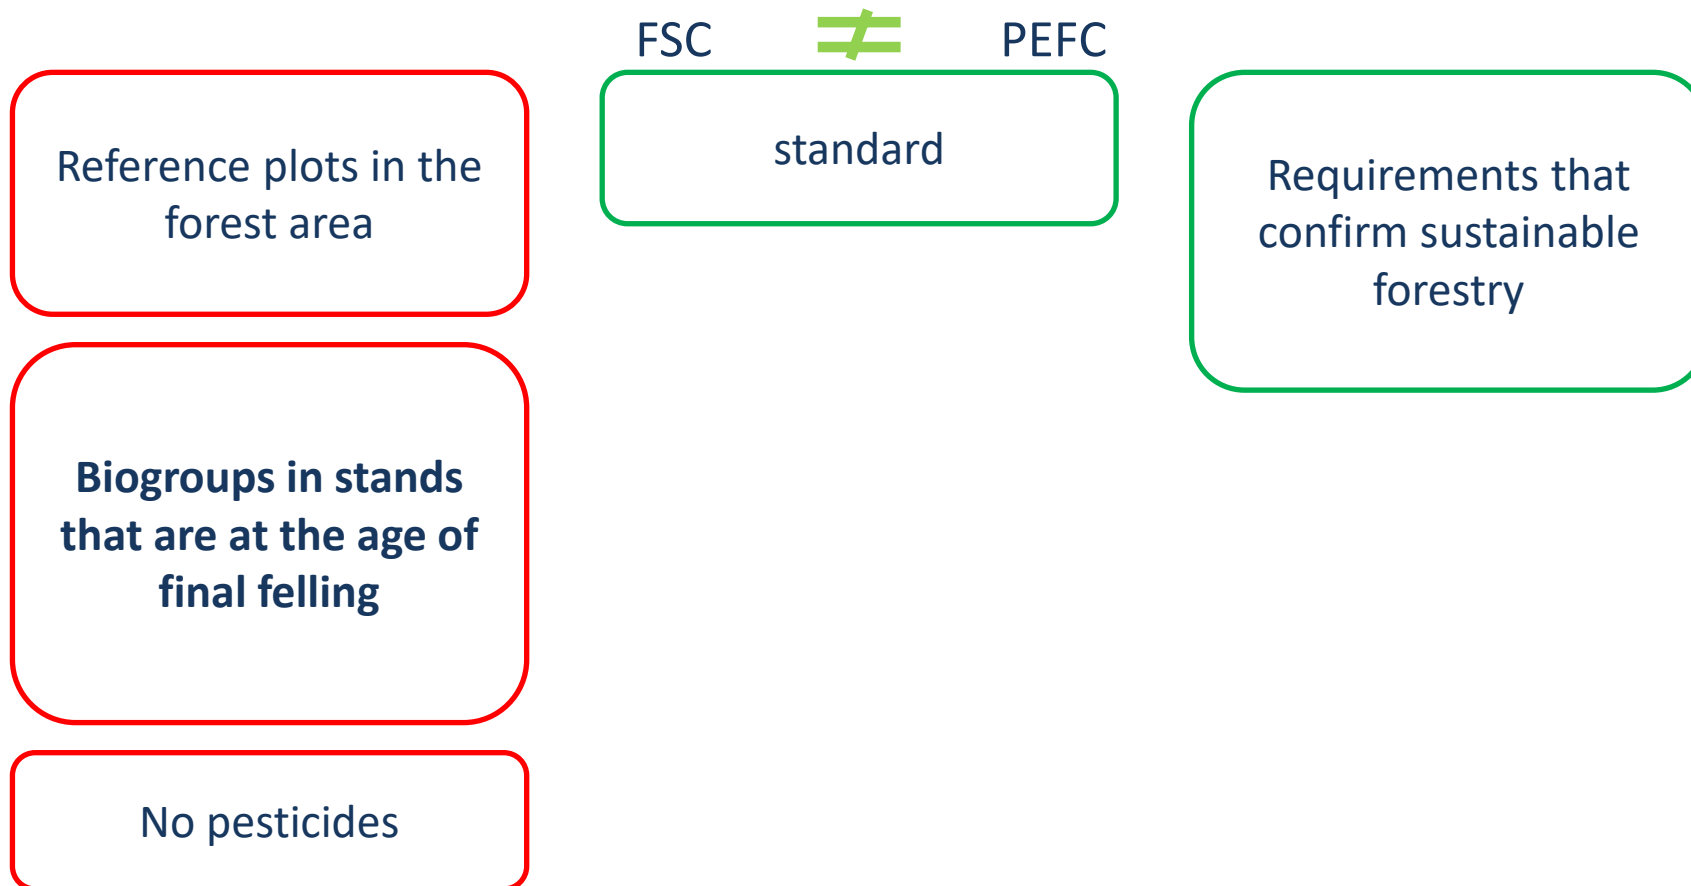 FSC ≠ PEFC
Reference plots in the
forest area
standard
Requirements that
confirm sustainable
forestry
Biogroups in stands
that are at the age of
final felling
No pesticides